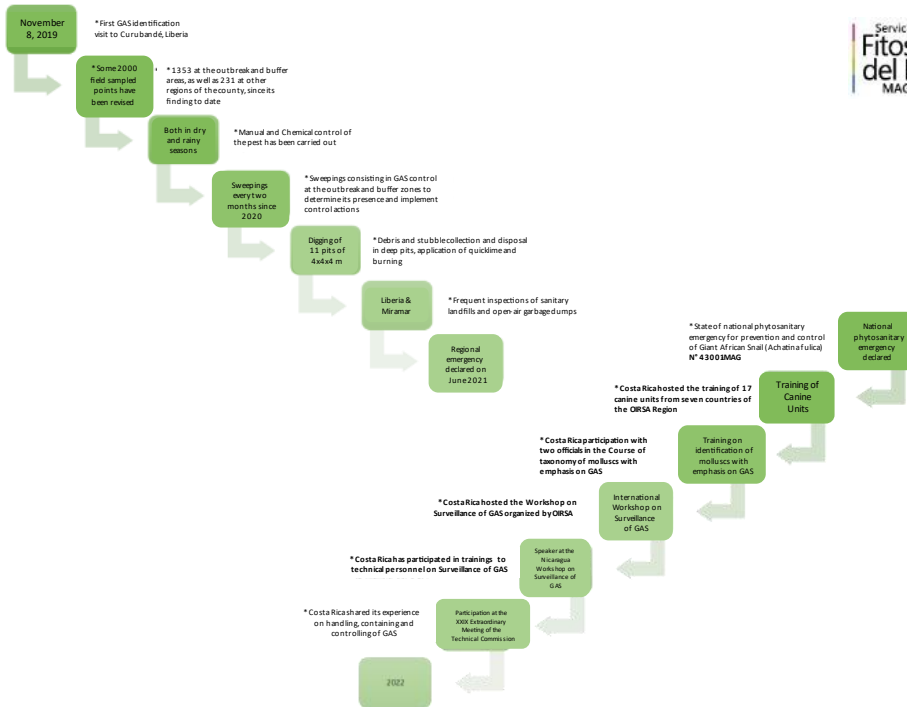 November
8, 2019
*First GAS identification
visit to Curubandé, Liberia
Servic
Fitos
del
MAG
*Some 2000
field sampled
points have
been revised
*1353 at the outbreak and buffer
areas, as well as 231 at other
regions of the county, since its
finding to date
Both in dry
and rainy
seasons
*Manual and Chemical control of
the pest has been carried out
Sweepings
every two
months since
2020
*Sweepings consisting in GAS control
at the outbreak and buffer zones to
determine its presence and implement
control actions
Digging of
11 pits of
4x4x4 m
*Debris and stubble collection and disposal
in deep pits, application of quicklime and
burning
Liberia &
Miramar
*Frequent inspections of sanitary
landfills and open-air garbage dumps
Regional
emergency
declared on
June 2021
*State of national phytosanitary
emergency for prevention and control
of Giant African Snail (Achatina fulica)
N° 43001MAG
National
phytosanitary
emergency
declared
*Costa Rica hosted the training of 17
canine units from seven countries of
the OIRSA Region
Training of
Canine
Units
*Costa Rica participation with
two officials in the Course of
taxonomy of molluscs with
emphasis on GAS
Training on
identification of
molluscs with
emphasis on GAS
*Costa Rica hosted the Workshop on
Surveillance of GAS organized by OIRSA
International
Workshop on
Surveillance
of GAS
*Costa Rica has participated in trainings to
technical personnel on Surveillance of GAS
Speaker at the
Nicaragua
Workshop on
Surveillance of
GAS
*Costa Rica shared its experience
on handling, containing and
controlling of GAS
Participation at the
XXIX Extraordinary
Meeting of the
Technical Commission
2022